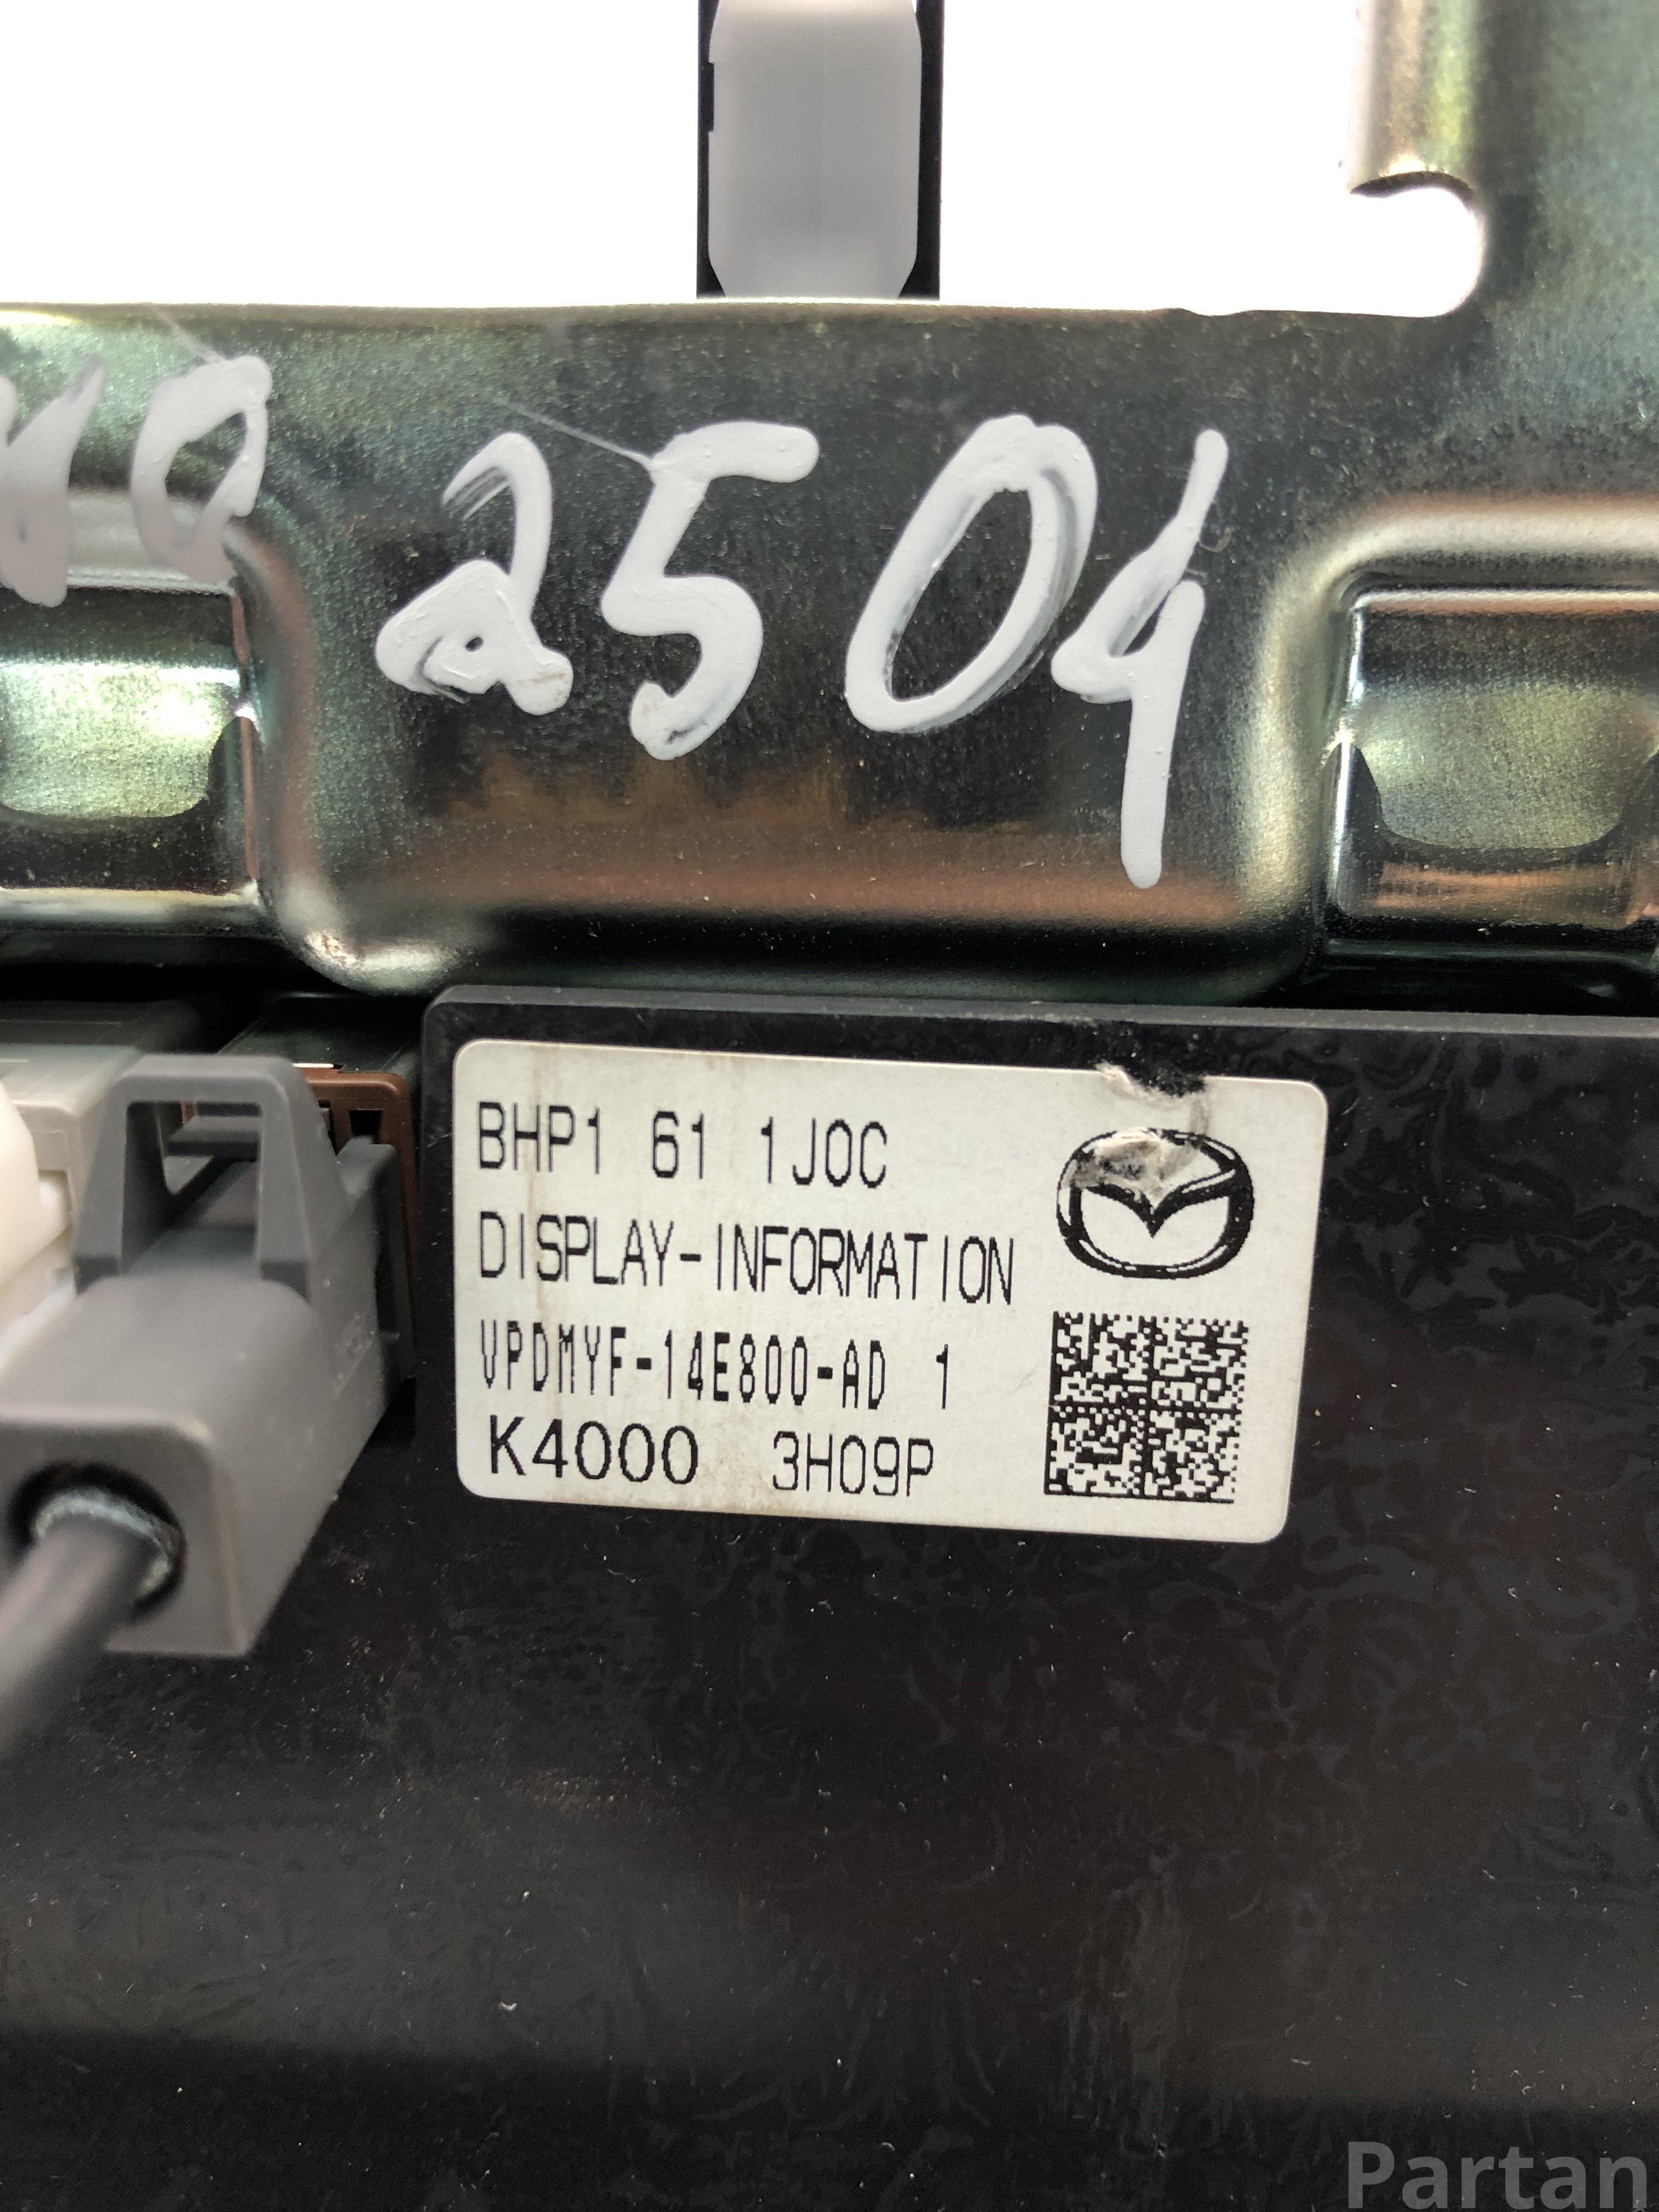 2504
BHP1 61 1J0C
DISPLAY-INFORMATION
VPDMYF-14E800-AD 1
K4000 3H09P
Partan